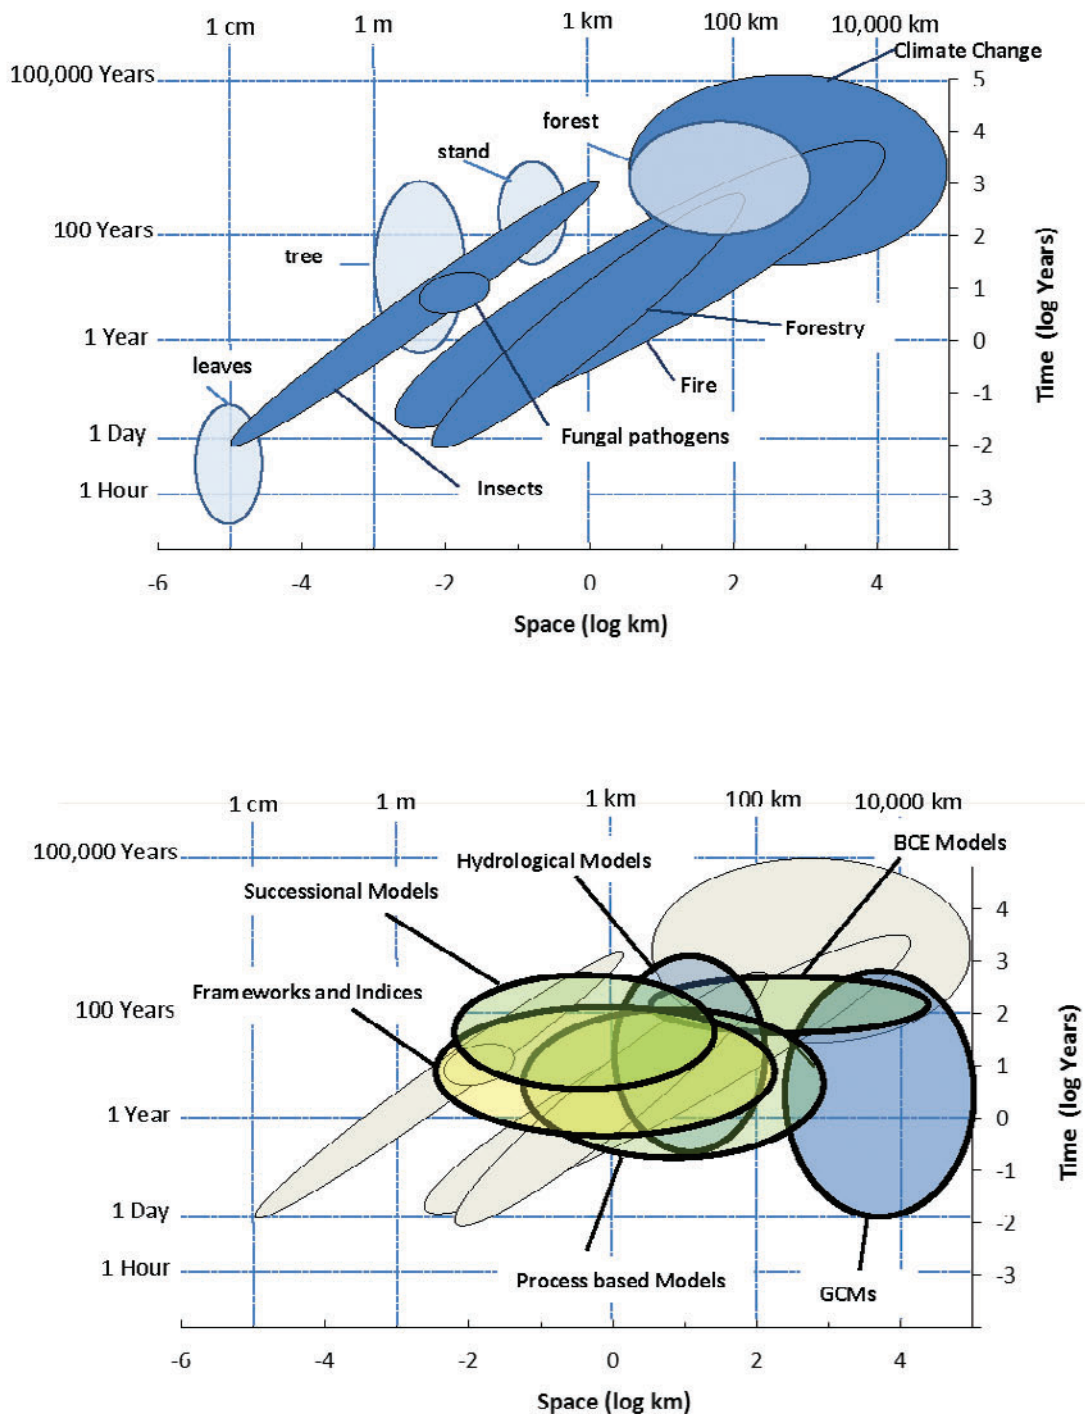 1 cm 1 m 1 km 100 km 10,000 km
Climate Change
100,000 Years 5
forest 4
stand
3
100 Years 2
tree
1
Forestry
1 Year 0
leaves
Fire -1
1 Day Fungal pathogens -2
1 Hour Insects -3
Time (log Years)
-6 -4 -2 0 2 4
Space (log km)
1 cm 1 m 1 km 100 km 10,000 km
BCE Models
100,000 Years
Hydrological Models
Successional Models 4
3
Frameworks and Indices
100 Years 2
1
1 Year 0
-1
1 Day -2
1 Hour Process based Models -3
GCMs
Time (log Years)
-6 -4 -2 0 2 4
Space (log km)